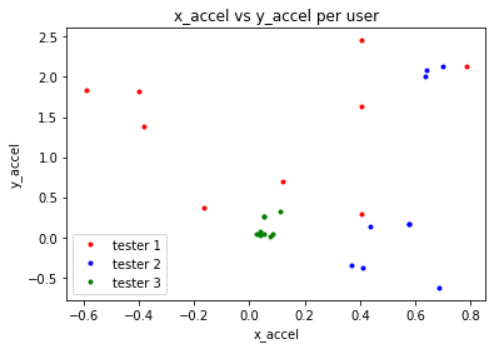 x_accel vs y_accel per user
2.5
2.0
1.5
1.0
0.5
0.0
−0.5
y_accel
tester 1
tester 2
tester 3
−0.6 −0.4 −0.2 0.0 0.2 0.4 0.6 0.8
x_accel